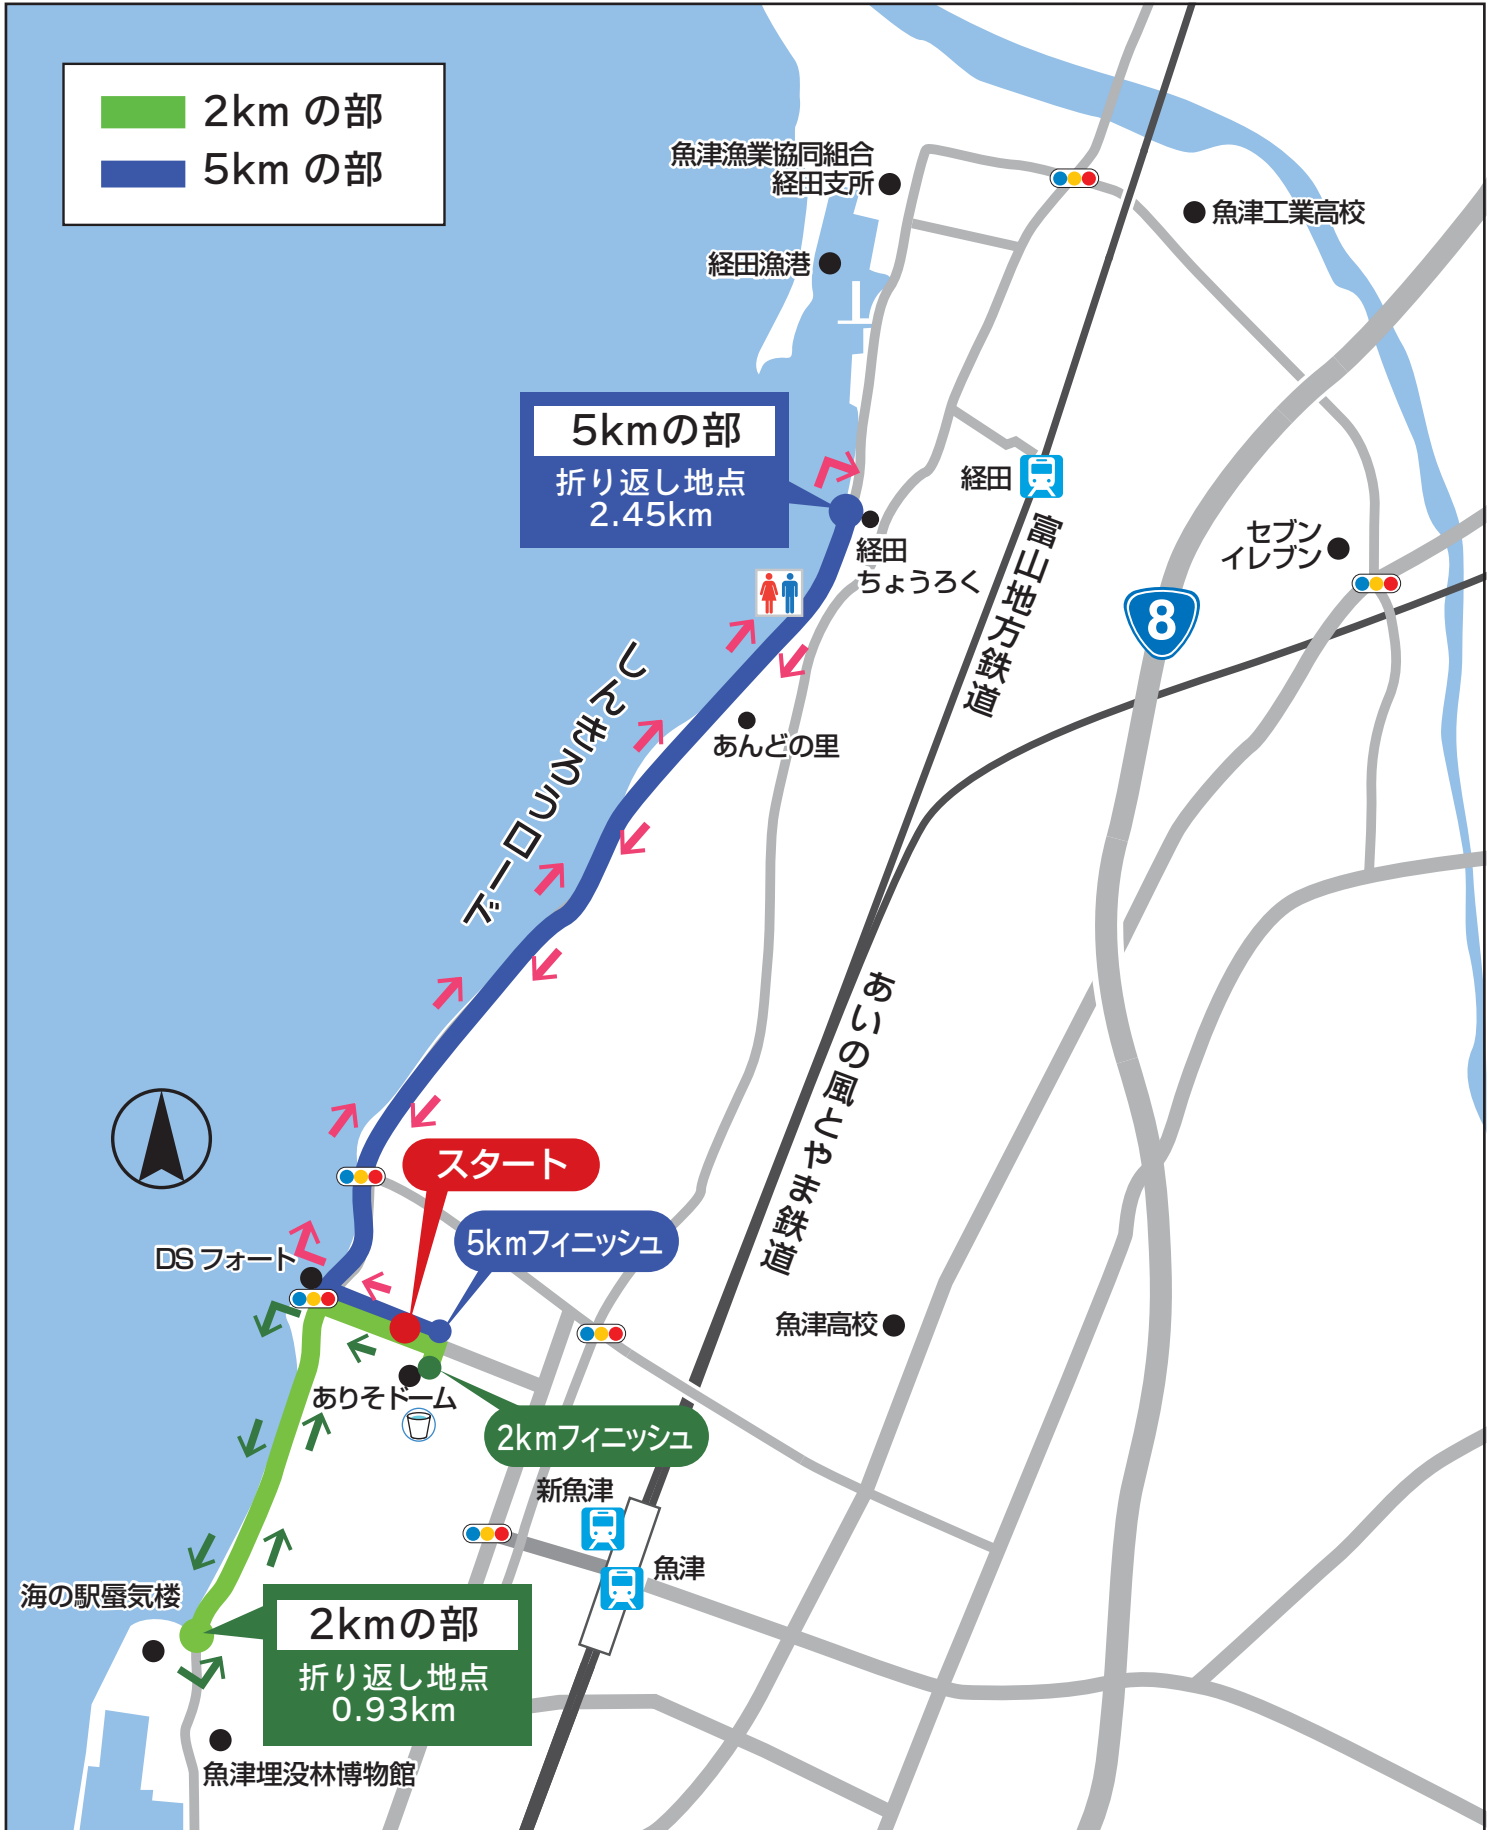 2km の部
5km の部
魚津漁業協同組合
経田支所
魚津工業高校
経田漁港
5kmの部
折り返し地点
2.45km
経田
セブン
イレブン
経田
ちょうろく
富山地方鉄道
8
しんきろうロード
あんどの里
あいの風とやま鉄道
スタート
5kmフィニッシュ
DS フォート
魚津高校
ありそドーム
2kmフィニッシュ
新魚津
魚津
海の駅蜃気楼
2kmの部
折り返し地点
0.93km
魚津埋没林博物館